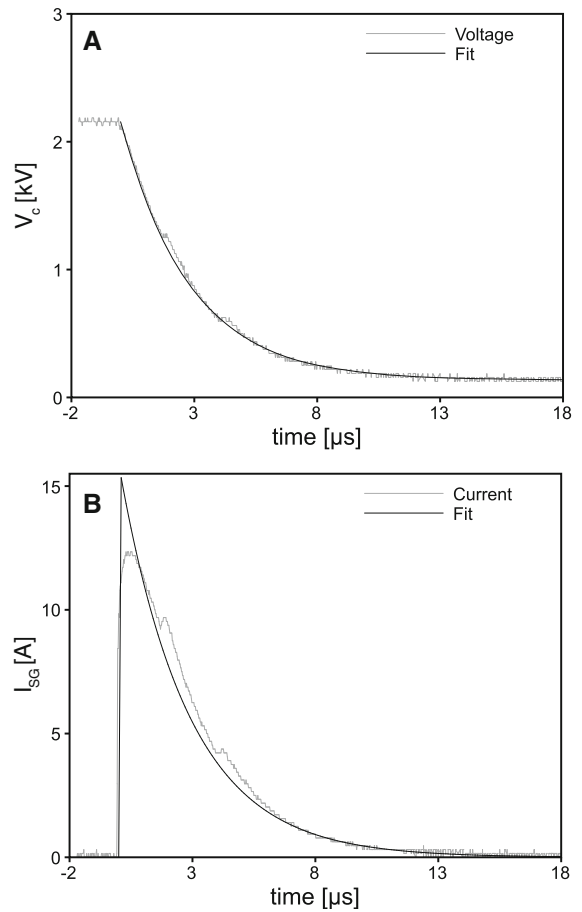 3
A
Voltage
Fit
2
V_c [kV]
1
0
-2 3 8 13 18
time [µs]
15
B
Current
Fit
10
I_SG [A]
5
0
-2 3 8 13 18
time [µs]